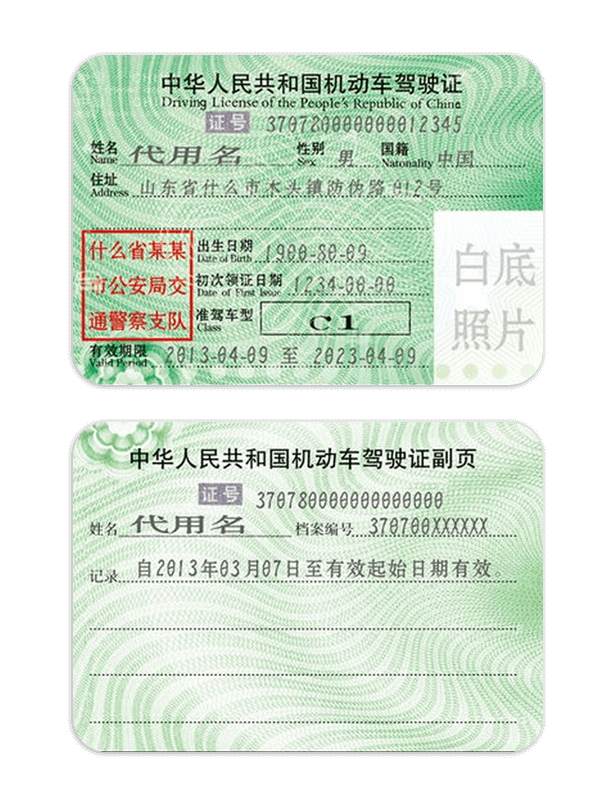 中华人民共和国机动车驾驶证
Driving License of the People's Republic of China
证号 370720000000012345
姓名 代用名 性别 男 国籍 中国
Name Sex Natonality
住址 山东省什么市木头镇防伪路012号
Address
什么省某某
市公安局交
通警察支队
出生日期 1900-80-09
Date of Birth
初次领证日期 1234-00-00
Date of First Issue
准驾车型 C1
Class
有效期限 2013-04-09 至 2023-04-09
Valid Period
白底
照片
中华人民共和国机动车驾驶证副页
证号 370780000000000000
姓名 代用名 档案编号 370700XXXXXX
记录 自2013年03月07日至有效起始日期有效。